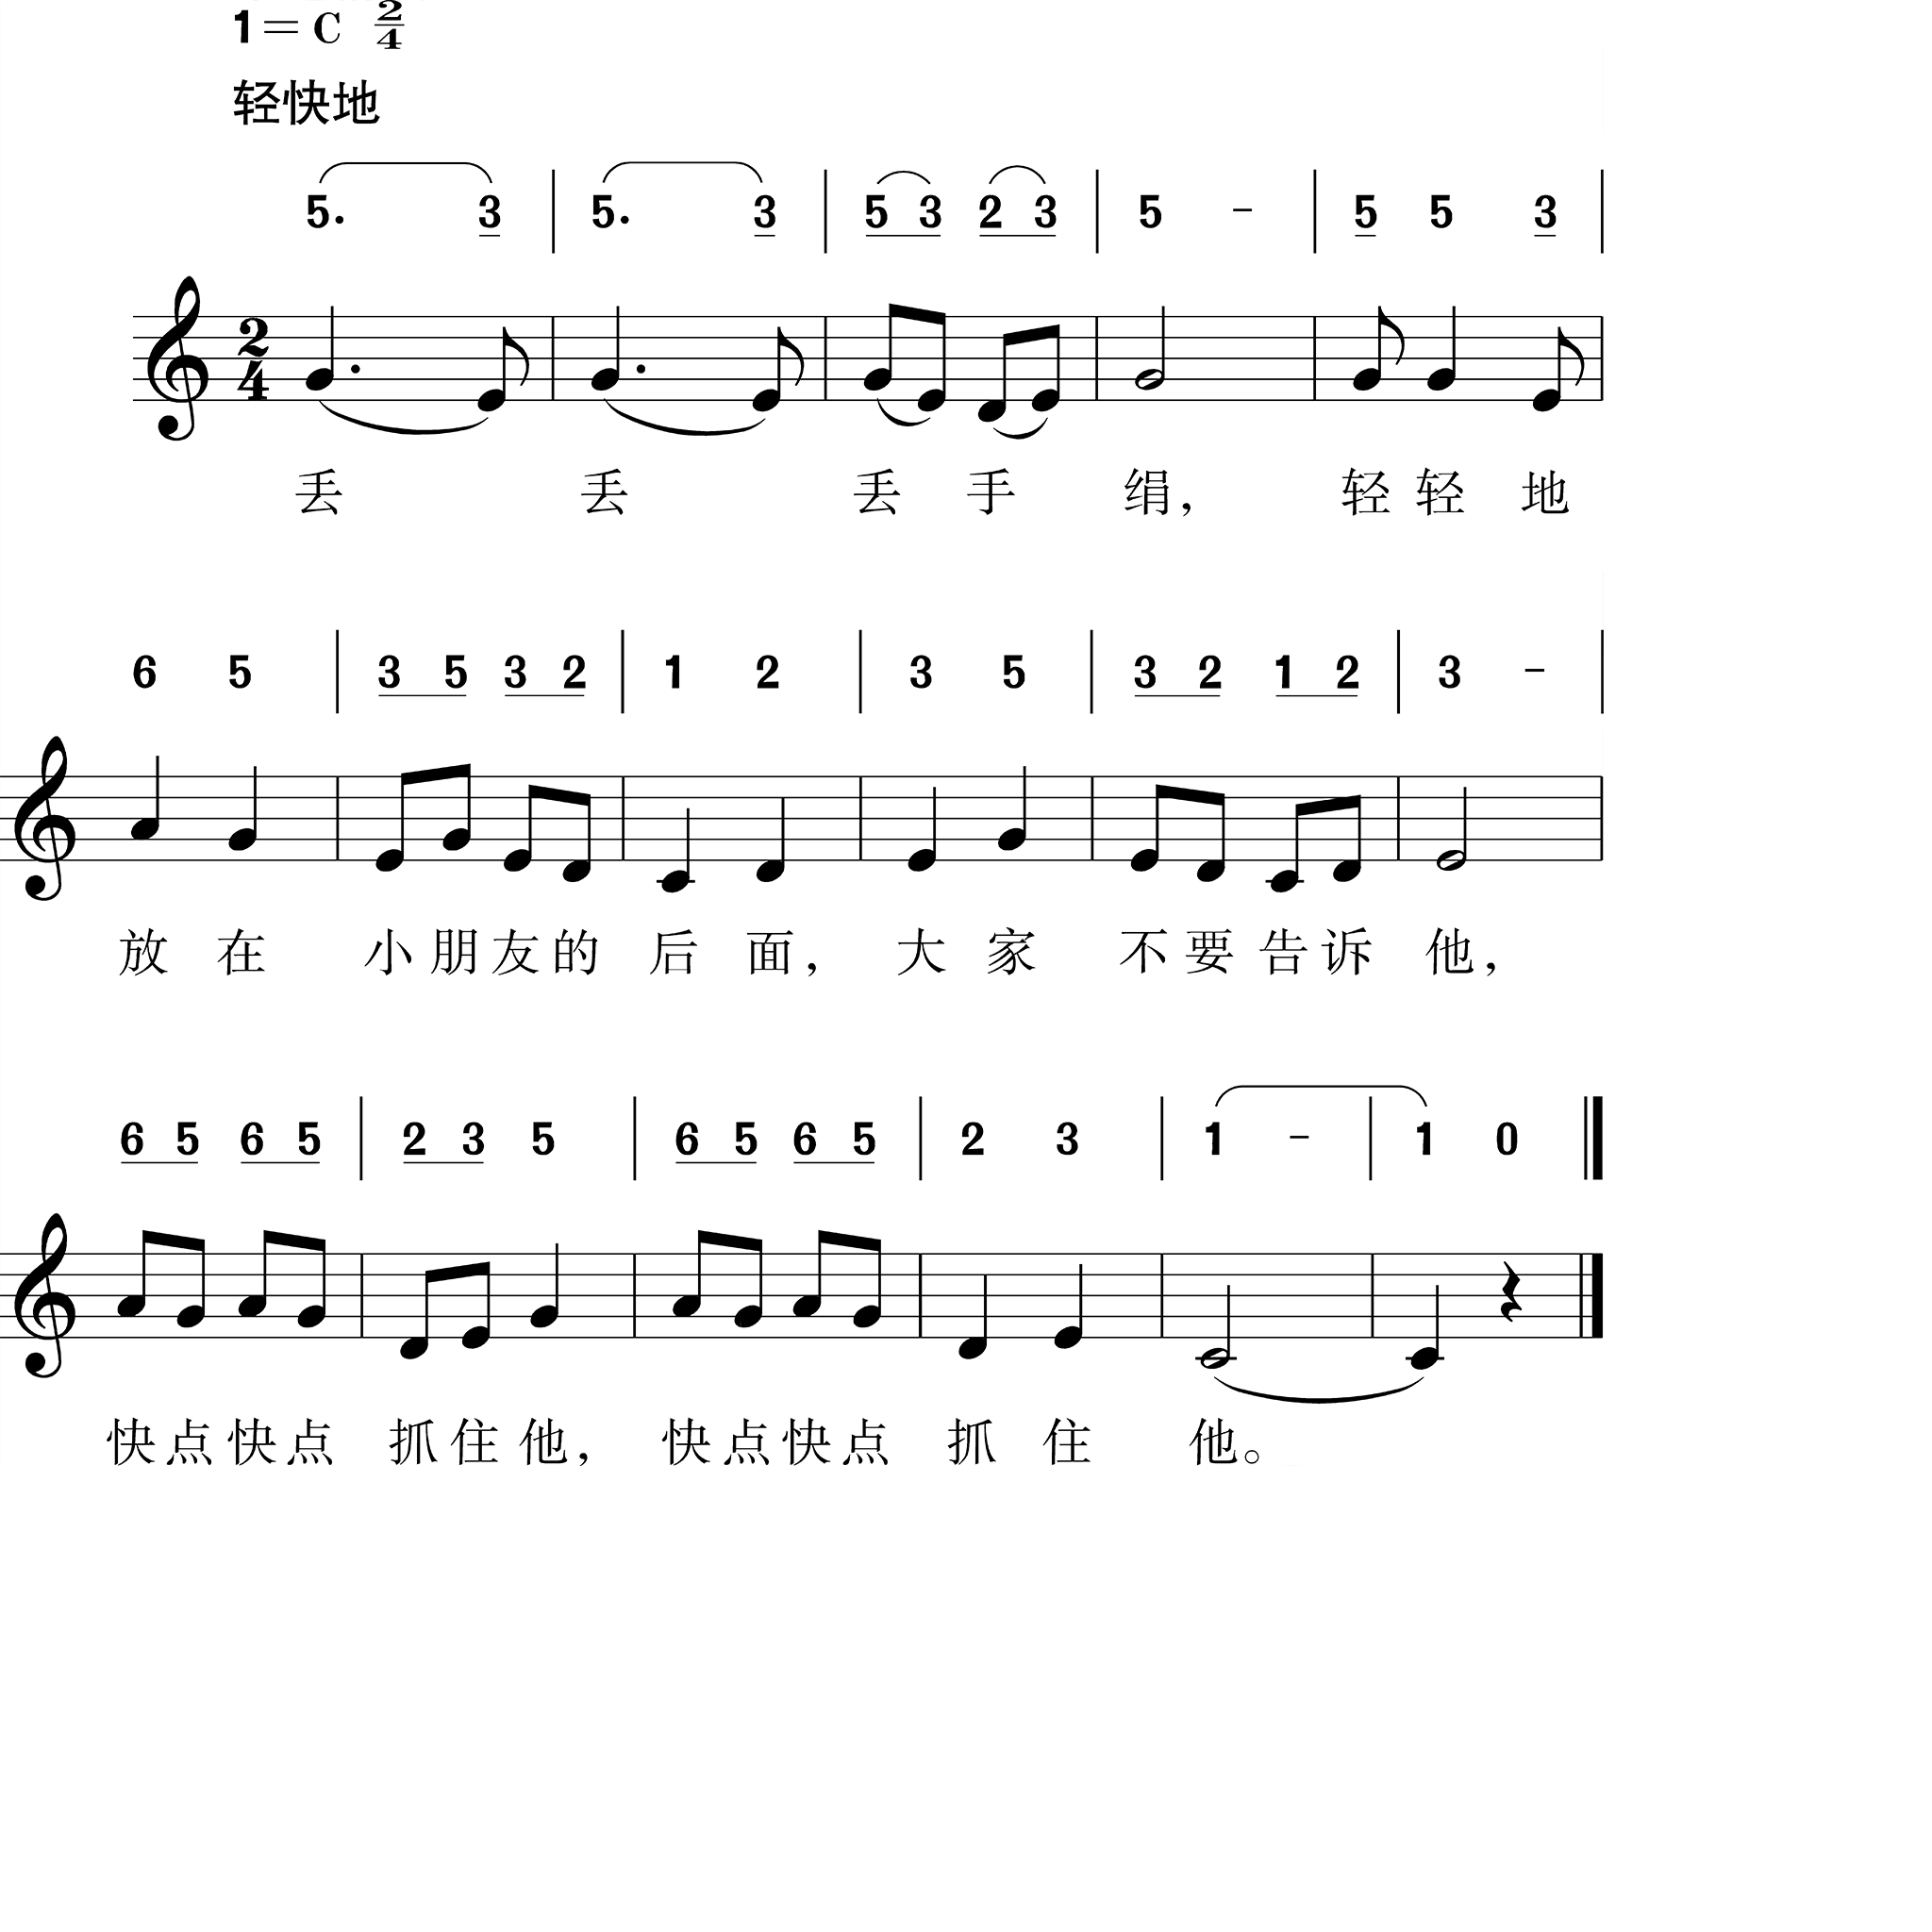 1=C 2/4
轻快地
5. 3 | 5. 3 | 5 3 2 3 | 5 - | 5 5 3 |
2/4
丢 丢 丢 手 绢, 轻 轻 地
6 5 | 3 5 3 2 | 1 2 | 3 5 | 3 2 1 2 | 3 - |
放 在 小 朋 友 的 后 面, 大 家 不 要 告 诉 他,
6 5 6 5 | 2 3 5 | 6 5 6 5 | 2 3 | 1 - | 1 0 ‖
快 点 快 点 抓 住 他, 快 点 快 点 抓 住 他。